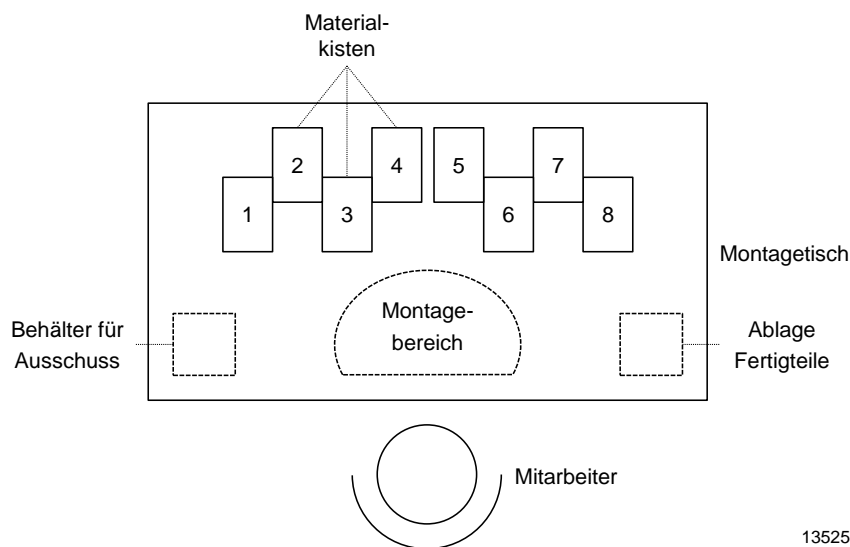 Material-
kisten
2
4
5
7
1
3
6
8
Montagetisch
Montage-
bereich
Behälter für
Ausschuss
Ablage
Fertigteile
Mitarbeiter
13525